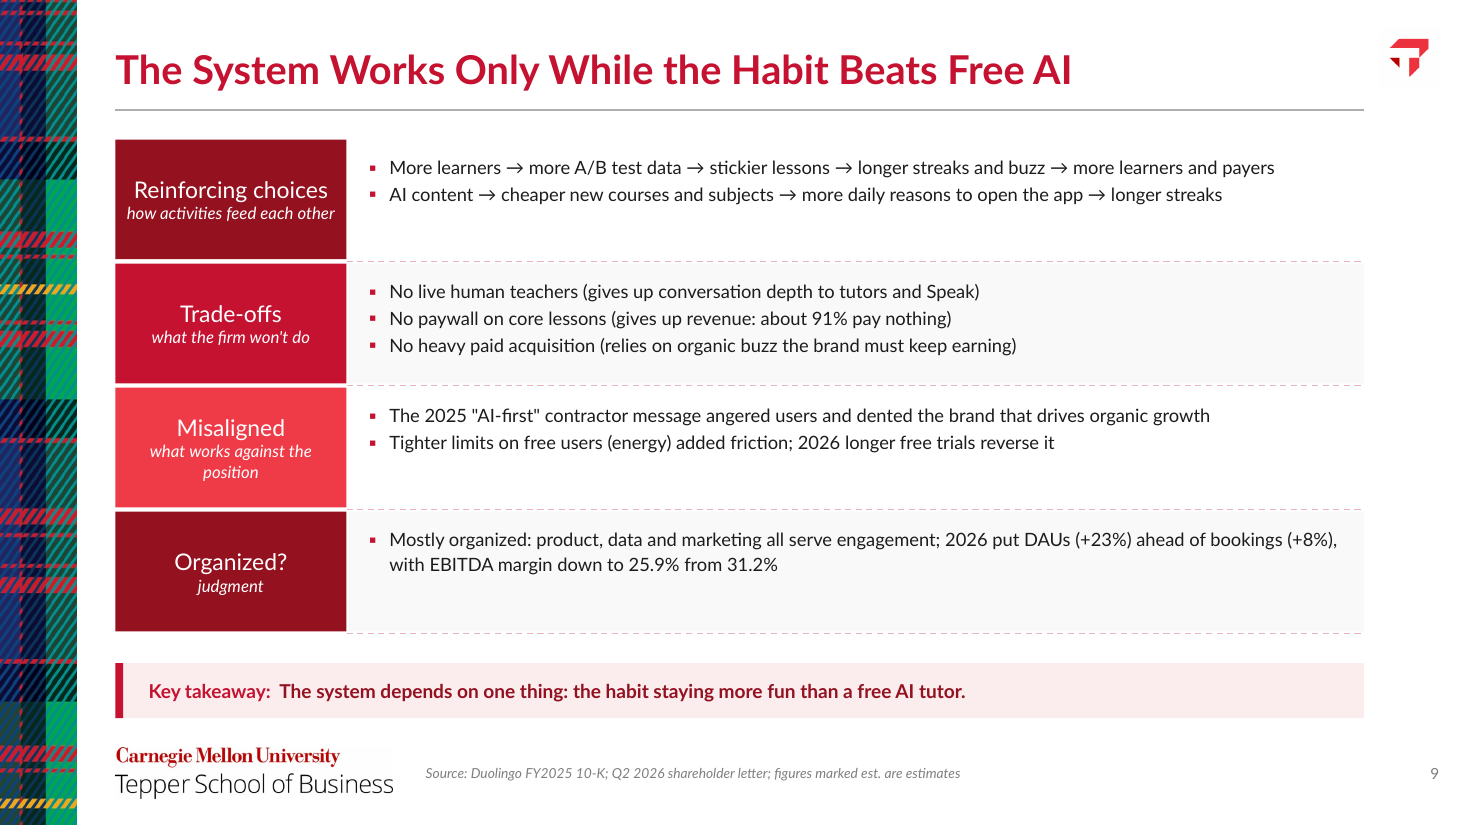 The System Works Only While the Habit Beats Free AI
Reinforcing choices
how activities feed each other
▪ More learners → more A/B test data → stickier lessons → longer streaks and buzz → more learners and payers
▪ AI content → cheaper new courses and subjects → more daily reasons to open the app → longer streaks
Trade-offs
what the firm won't do
▪ No live human teachers (gives up conversation depth to tutors and Speak)
▪ No paywall on core lessons (gives up revenue: about 91% pay nothing)
▪ No heavy paid acquisition (relies on organic buzz the brand must keep earning)
Misaligned
what works against the
position
▪ The 2025 "AI-first" contractor message angered users and dented the brand that drives organic growth
▪ Tighter limits on free users (energy) added friction; 2026 longer free trials reverse it
Organized?
judgment
▪ Mostly organized: product, data and marketing all serve engagement; 2026 put DAUs (+23%) ahead of bookings (+8%),
with EBITDA margin down to 25.9% from 31.2%
Key takeaway: The system depends on one thing: the habit staying more fun than a free AI tutor.
Carnegie Mellon University
Tepper School of Business
Source: Duolingo FY2025 10-K; Q2 2026 shareholder letter; figures marked est. are estimates
9